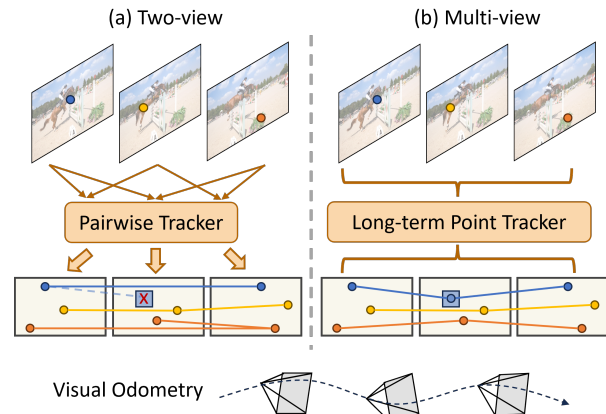 (a) Two-view
(b) Multi-view
Pairwise Tracker
Long-term Point Tracker
X
Visual Odometry